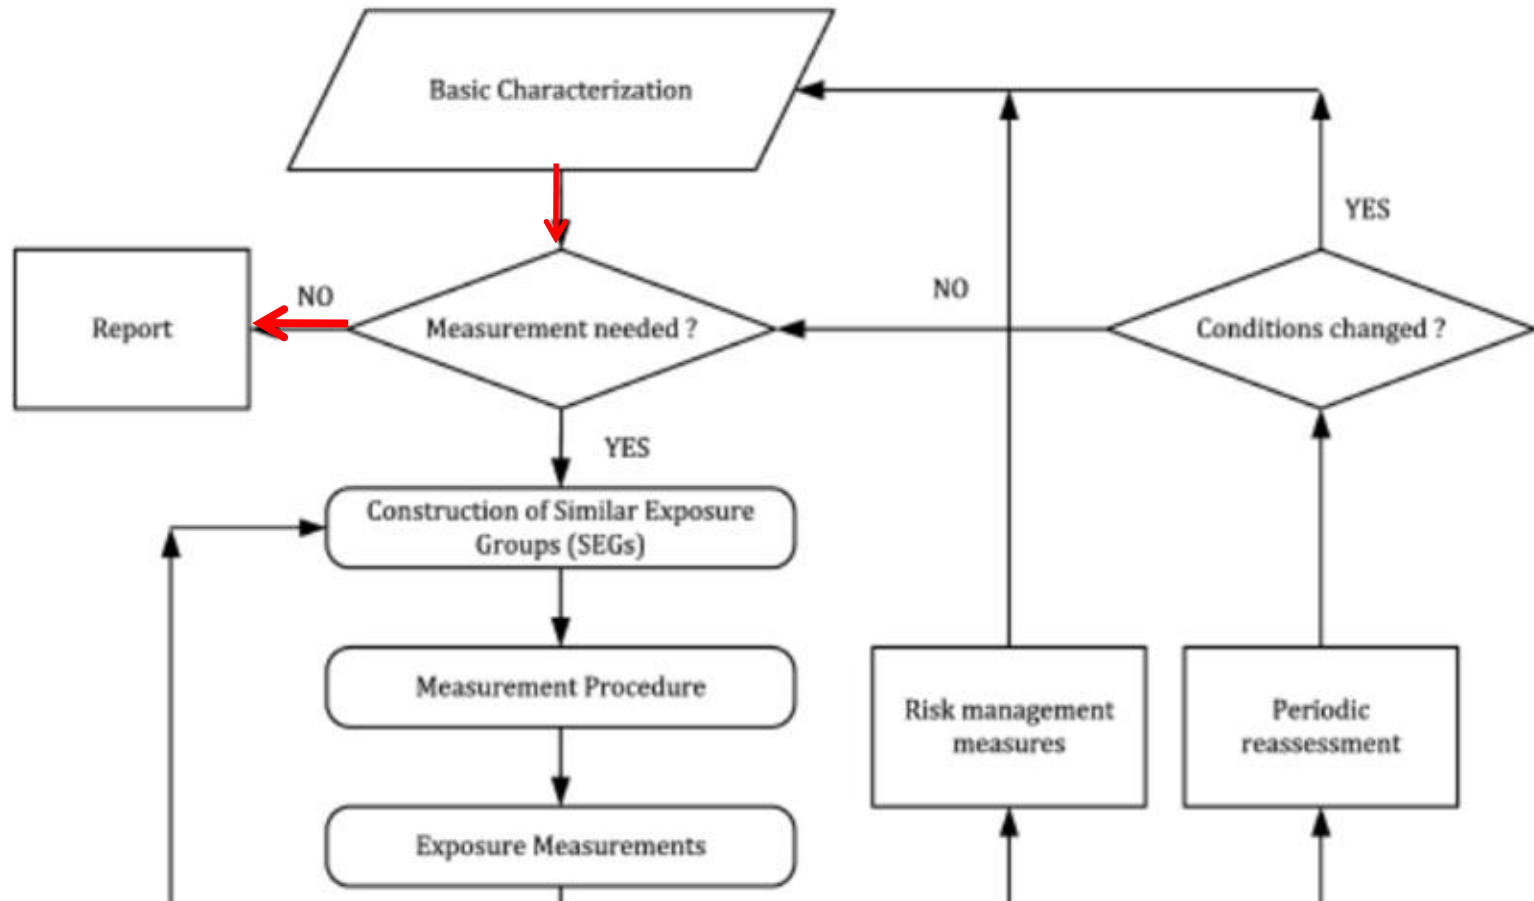 Basic Characterization
YES
NO
NO
Report
Measurement needed ?
Conditions changed ?
YES
Construction of Similar Exposure
Groups (SEGs)
Measurement Procedure
Risk management
measures
Periodic
reassessment
Exposure Measurements